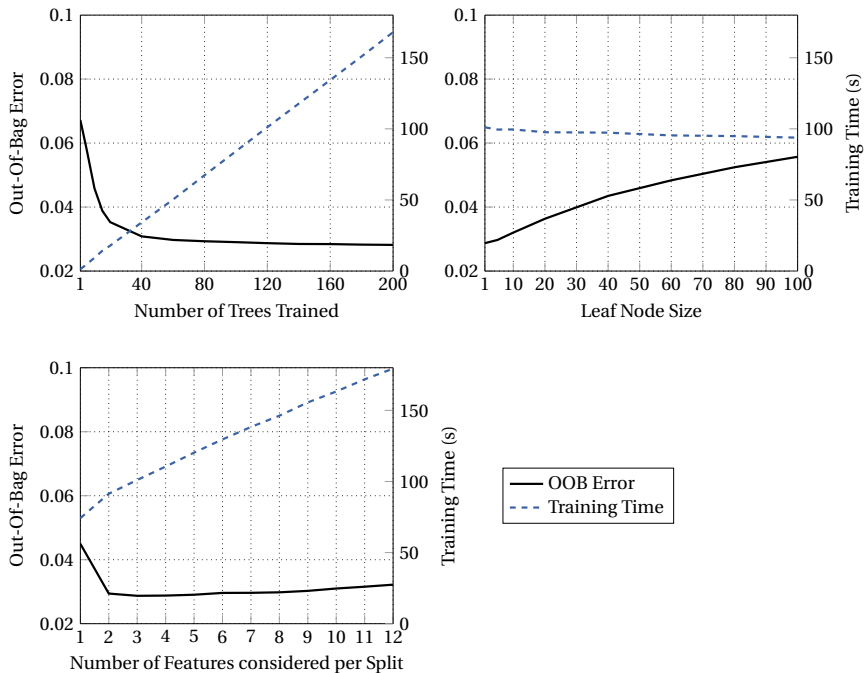 0.1
0.08
0.06
0.04
0.02
Out-Of-Bag Error
150
100
50
0
1 40 80 120 160 200
Number of Trees Trained
0.1
0.08
0.06
0.04
0.02
150
100
50
0
Training Time (s)
1 10 20 30 40 50 60 70 80 90 100
Leaf Node Size
0.1
0.08
0.06
0.04
0.02
Out-Of-Bag Error
150
100
50
0
Training Time (s)
1 2 3 4 5 6 7 8 9 10 11 12
Number of Features considered per Split
OOB Error
Training Time